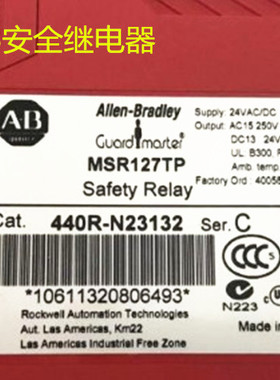 安全继电器
AB
Allen-Bradley
Guardmaster
MSR127TP
Safety Relay
Supply: 24VAC/DC
Output: AC15 250V
DC13 24V
UL: B300,
Amb. temp.
Factory Ord
Cat. 440R-N23132 Ser. C
*10611320806493*
Rockwell Automation Technologies
Aut. Las Americas, Km22
Las Americas Industrial Free Zone
N223
Made in